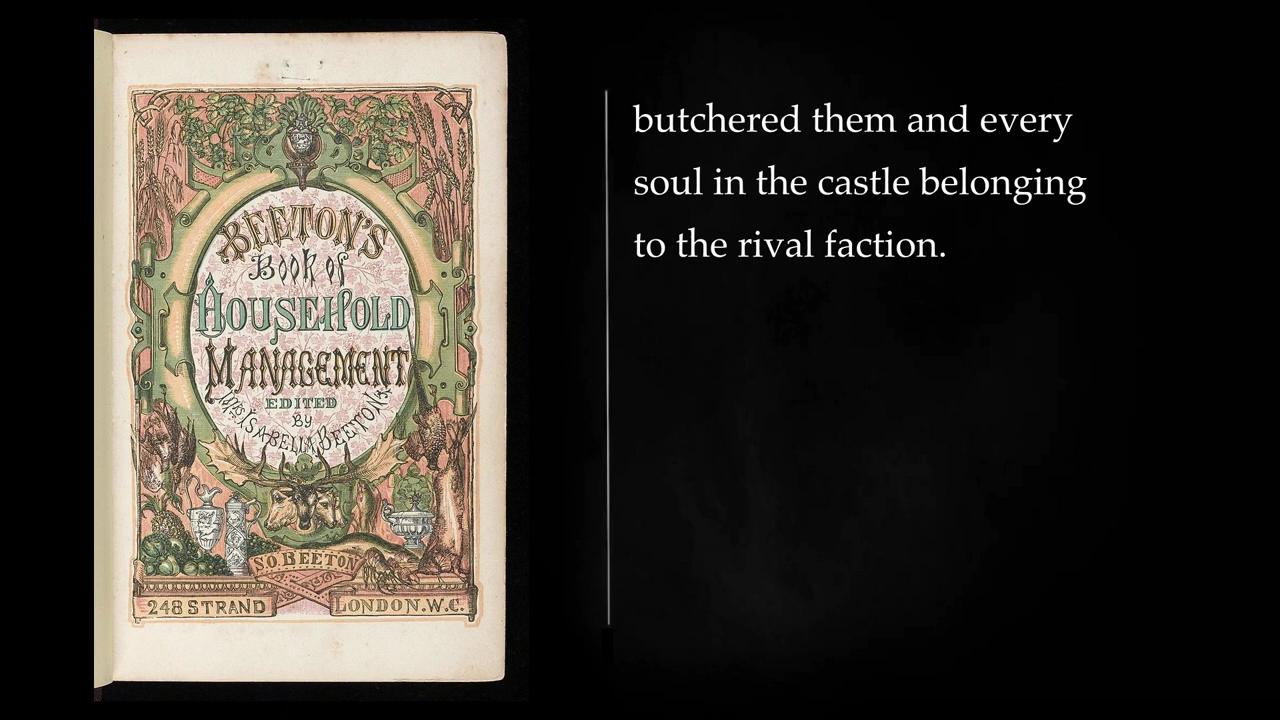 BEETON'S
Book of
HOUSEHOLD
MANAGEMENT
EDITED
BY
MRS ISABELLA BEETON
S.O. BEETON
248 STRAND
LONDON. W.C.
butchered them and every
soul in the castle belonging
to the rival faction.